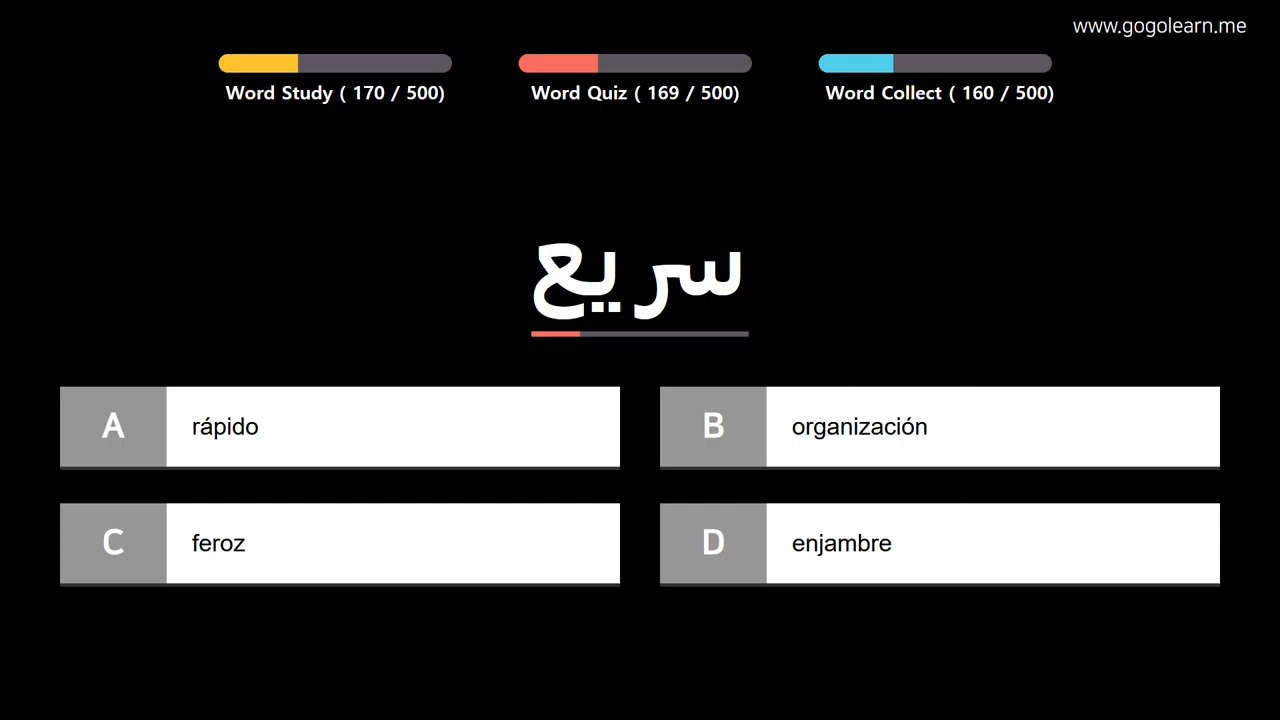 www.gogolearn.me
Word Study ( 170 / 500)
Word Quiz ( 169 / 500)
Word Collect ( 160 / 500)
سريع
A rápido
B organización
C feroz
D enjambre